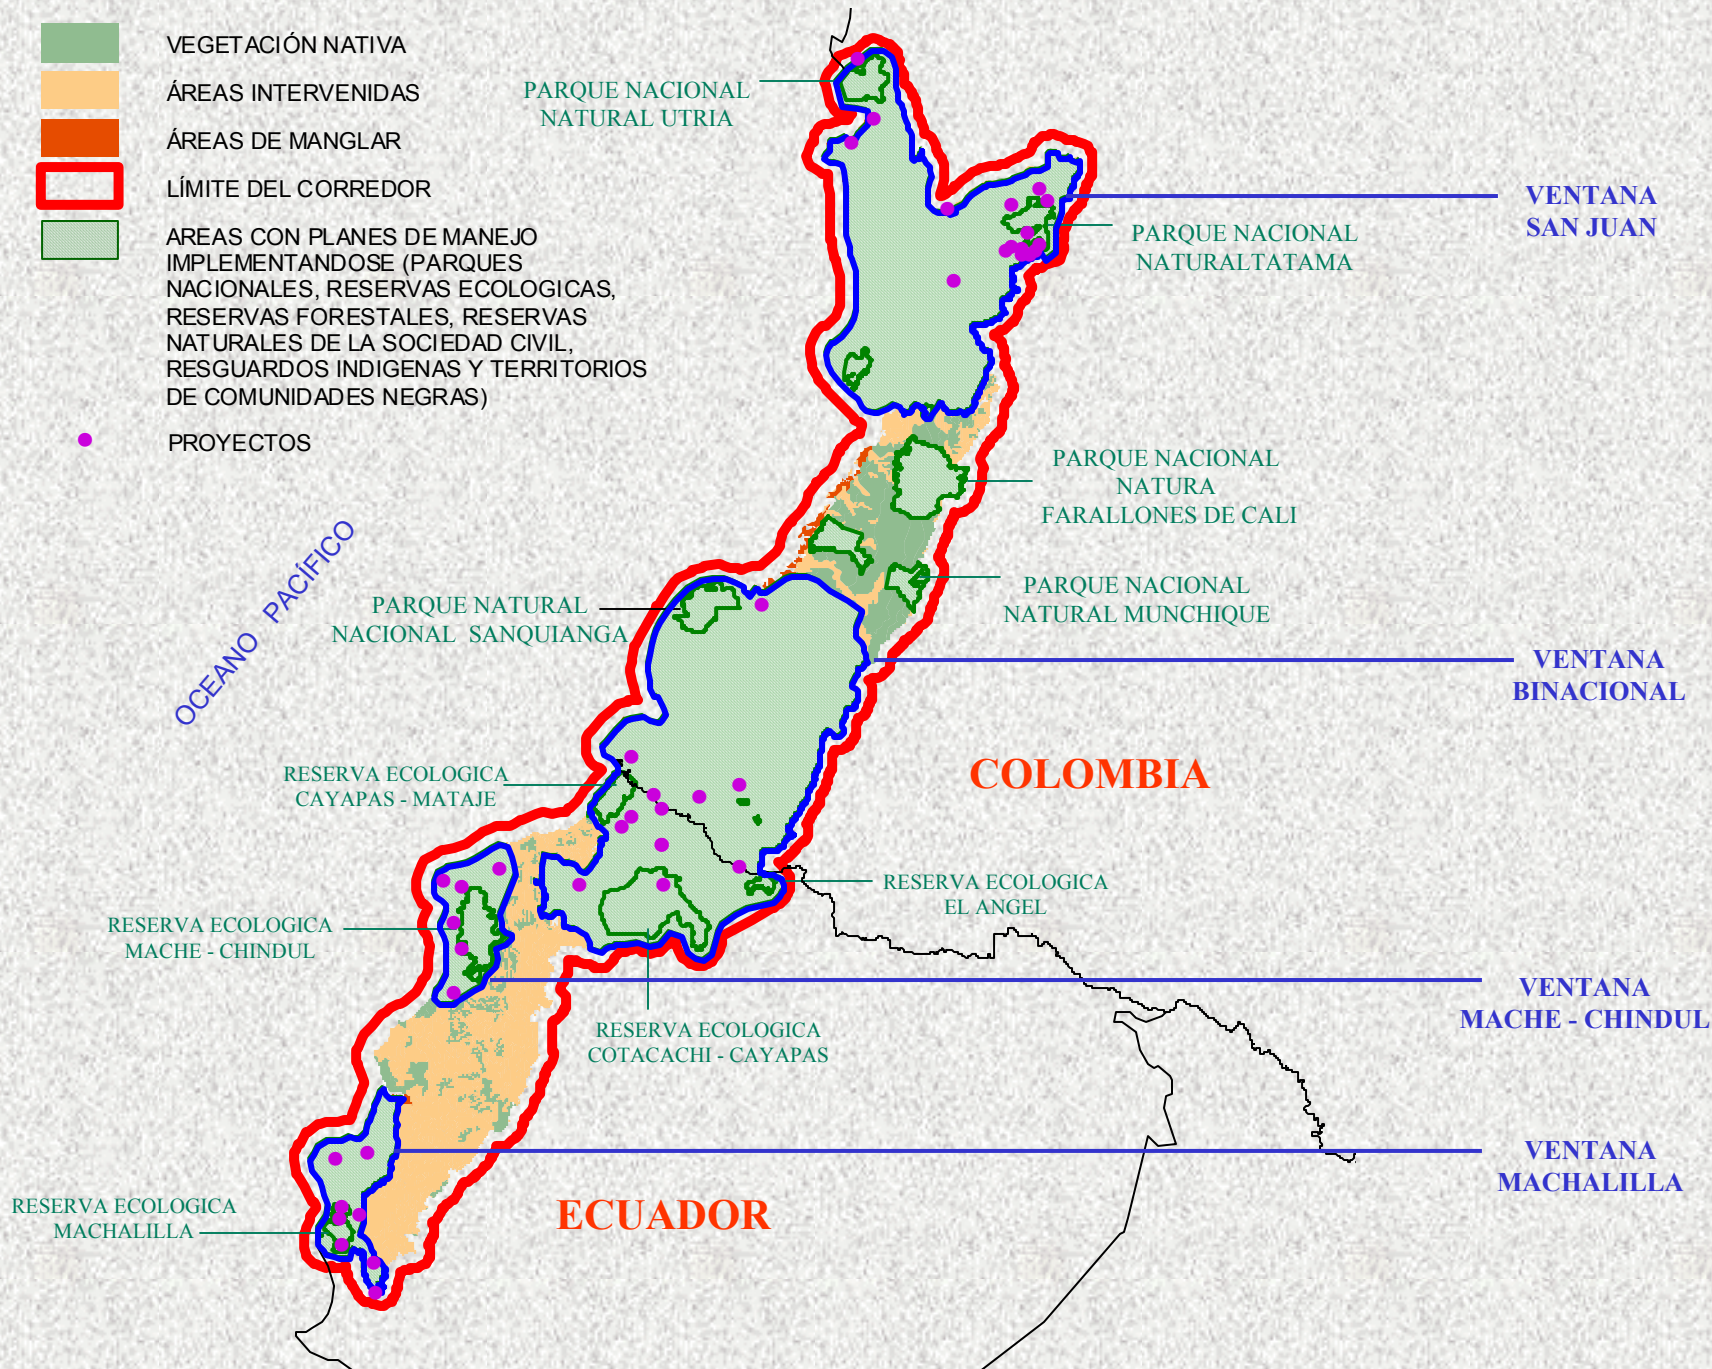 VEGETACIÓN NATIVA
ÁREAS INTERVENIDAS
ÁREAS DE MANGLAR
LÍMITE DEL CORREDOR
AREAS CON PLANES DE MANEJO
IMPLEMENTANDOSE (PARQUES
NACIONALES, RESERVAS ECOLOGICAS,
RESERVAS FORESTALES, RESERVAS
NATURALES DE LA SOCIEDAD CIVIL,
RESGUARDOS INDIGENAS Y TERRITORIOS
DE COMUNIDADES NEGRAS)
PROYECTOS
PARQUE NACIONAL
NATURAL UTRIA
VENTANA
SAN JUAN
PARQUE NACIONAL
NATURALTATAMA
PARQUE NACIONAL
NATURA
FARALLONES DE CALI
OCEANO PACÍFICO
PARQUE NACIONAL
NATURAL MUNCHIQUE
PARQUE NATURAL
NACIONAL SANQUIANGA
VENTANA
BINACIONAL
COLOMBIA
RESERVA ECOLOGICA
CAYAPAS - MATAJE
RESERVA ECOLOGICA
EL ANGEL
RESERVA ECOLOGICA
MACHE - CHINDUL
VENTANA
MACHE - CHINDUL
RESERVA ECOLOGICA
COTACACHI - CAYAPAS
VENTANA
MACHALILLA
RESERVA ECOLOGICA
MACHALILLA
ECUADOR